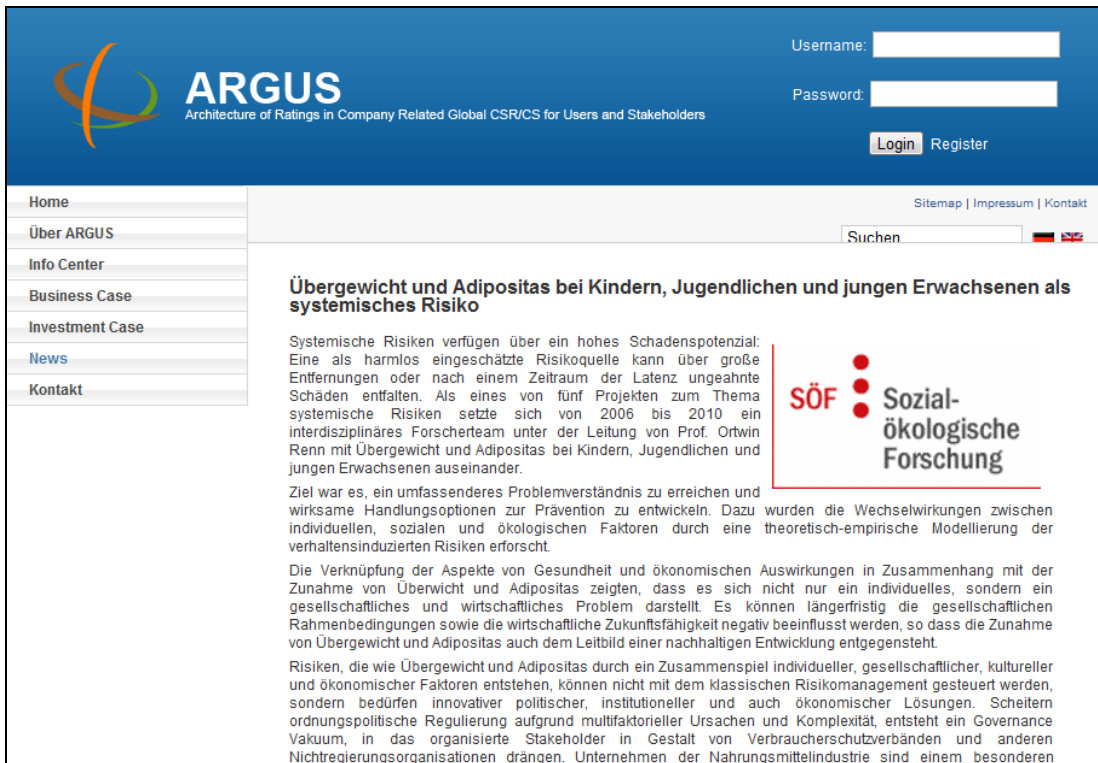 Username:
ARGUS
Architecture of Ratings in Company Related Global CSR/CS for Users and Stakeholders
Password:
Login Register
Home
Über ARGUS
Info Center
Business Case
Investment Case
News
Kontakt
Sitemap | Impressum | Kontakt
Suchen
Übergewicht und Adipositas bei Kindern, Jugendlichen und jungen Erwachsenen als
systemisches Risiko
Systemische Risiken verfügen über ein hohes Schadenspotenzial:
Eine als harmlos eingeschätzte Risikoquelle kann über große
Entfernungen oder nach einem Zeitraum der Latenz ungeahnte
Schäden entfalten. Als eines von fünf Projekten zum Thema
systemische Risiken setzte sich von 2006 bis 2010 ein
interdisziplinäres Forscherteam unter der Leitung von Prof. Ortwin
Renn mit Übergewicht und Adipositas bei Kindern, Jugendlichen und
jungen Erwachsenen auseinander.
SÖF
Sozial-
ökologische
Forschung
Ziel war es, ein umfassenderes Problemverständnis zu erreichen und
wirksame Handlungsoptionen zur Prävention zu entwickeln. Dazu wurden die Wechselwirkungen zwischen
individuellen, sozialen und ökologischen Faktoren durch eine theoretisch-empirische Modellierung der
verhaltensinduzierten Risiken erforscht.
Die Verknüpfung der Aspekte von Gesundheit und ökonomischen Auswirkungen in Zusammenhang mit der
Zunahme von Überwicht und Adipositas zeigten, dass es sich nicht nur ein individuelles, sondern ein
gesellschaftliches und wirtschaftliches Problem darstellt. Es können längerfristig die gesellschaftlichen
Rahmenbedingungen sowie die wirtschaftliche Zukunftsfähigkeit negativ beeinflusst werden, so dass die Zunahme
von Übergewicht und Adipositas auch dem Leitbild einer nachhaltigen Entwicklung entgegensteht.
Risiken, die wie Übergewicht und Adipositas durch ein Zusammenspiel individueller, gesellschaftlicher, kultureller
und ökonomischer Faktoren entstehen, können nicht mit dem klassischen Risikomanagement gesteuert werden,
sondern bedürfen innovativer politischer, institutioneller und auch ökonomischer Lösungen. Scheitern
ordnungspolitische Regulierung aufgrund multifaktorieller Ursachen und Komplexität, entsteht ein Governance
Vakuum, in das organisierte Stakeholder in Gestalt von Verbraucherschutzverbänden und anderen
Nichtregierungsorganisationen drängen. Unternehmen der Nahrungsmittelindustrie sind einem besonderen